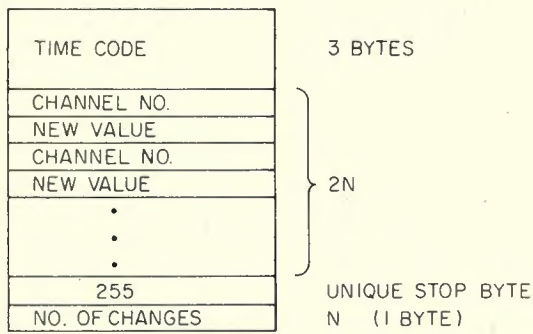 TIME CODE 3 BYTES
CHANNEL NO.
NEW VALUE
CHANNEL NO.
NEW VALUE 2N
255 UNIQUE STOP BYTE
NO. OF CHANGES N (1 BYTE)